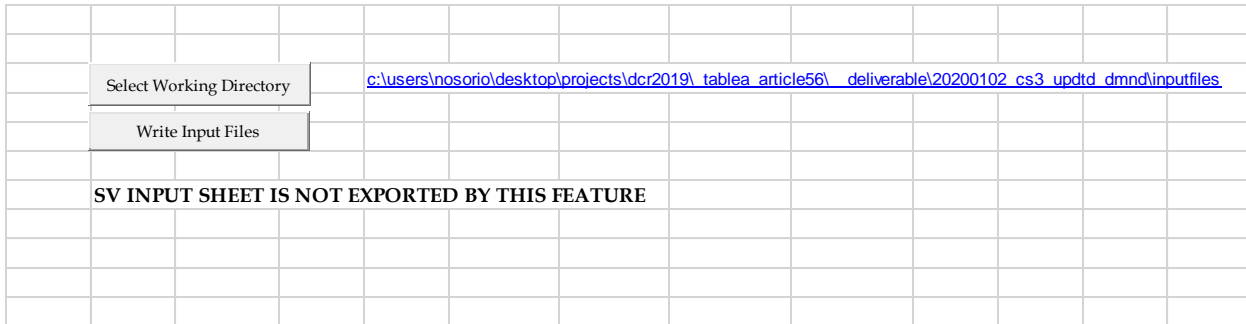 Select Working Directory
c:\users\nosorio\desktop\projects\dcr2019\_tablea_article56\__deliverable\20200102_cs3_updtd_dmnd\inputfiles
Write Input Files
SV INPUT SHEET IS NOT EXPORTED BY THIS FEATURE